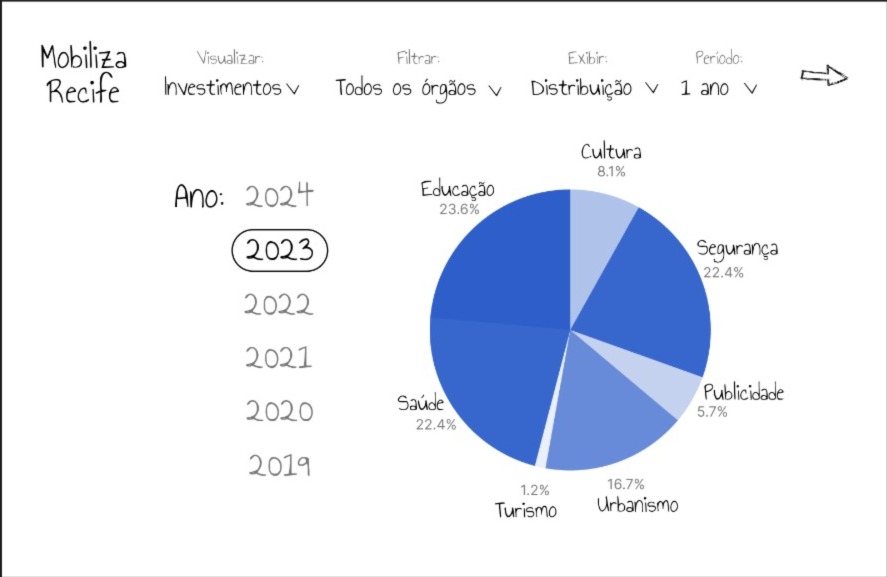 Mobiliza
Recife
Visualizar:
Investimentos
Filtrar:
Todos os órgãos
Exibir:
Distribuição
Período:
1 ano
Ano:
2024
2023
2022
2021
2020
2019
Cultura
8.1%
Educação
23.6%
Segurança
22.4%
Publicidade
5.7%
Saúde
22.4%
16.7%
Urbanismo
1.2%
Turismo